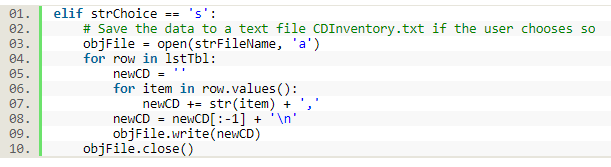 01. elif strChoice == 's':
02.     # Save the data to a text file CDInventory.txt if the user chooses so
03.     objFile = open(strFileName, 'a')
04.     for row in lstTbl:
05.         newCD = ''
06.         for item in row.values():
07.             newCD += str(item) + ','
08.         newCD = newCD[:-1] + '\n'
09.         objFile.write(newCD)
10.     objFile.close()